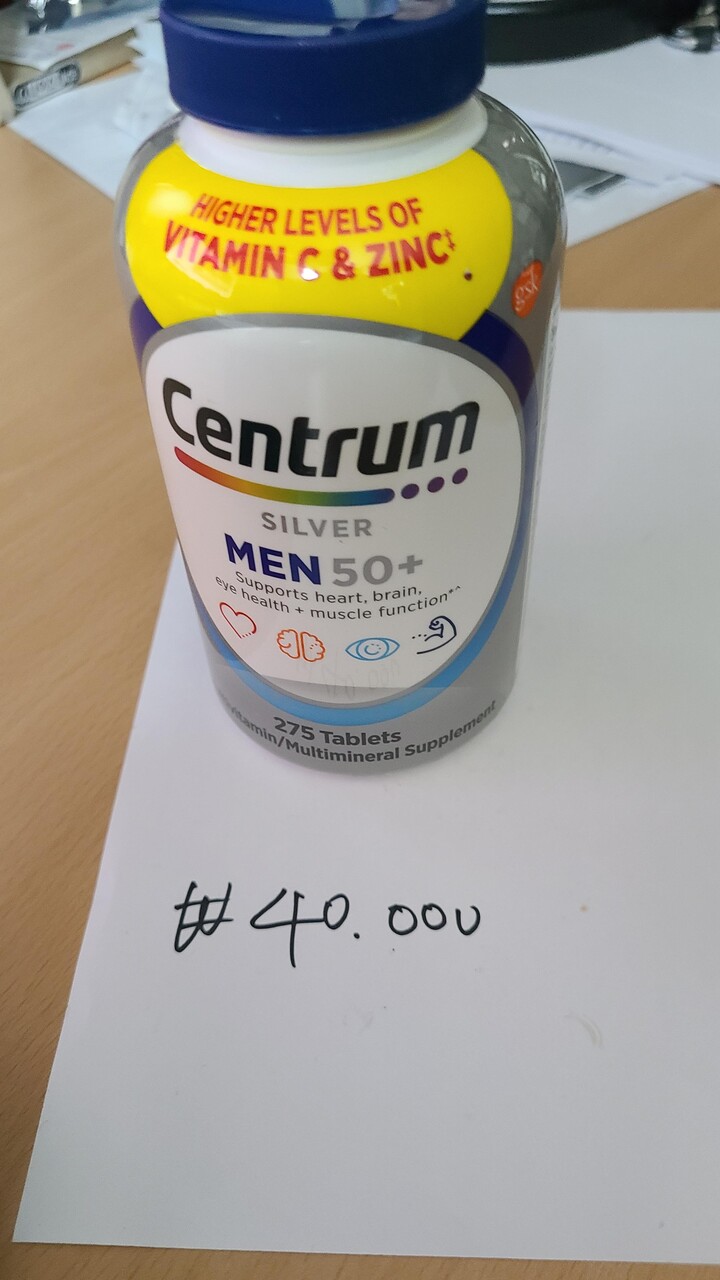 HIGHER LEVELS OF
VITAMIN C & ZINC‡
gsk
Centrum
SILVER
MEN 50+
Supports heart, brain,
eye health + muscle function*^
275 Tablets
/Multimineral Supplement
₩40.000